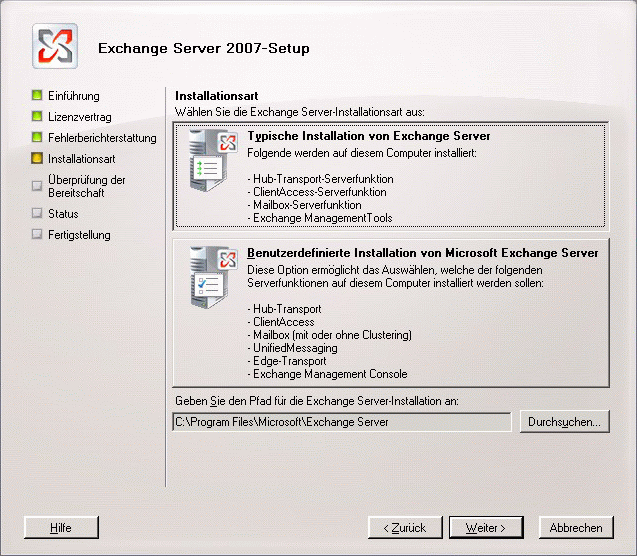 Exchange Server 2007-Setup
Einführung
Lizenzvertrag
Fehlerberichterstattung
Installationsart
Überprüfung der
Bereitschaft
Status
Fertigstellung
Installationsart
Wählen Sie die Exchange Server-Installationsart aus:
Typische Installation von Exchange Server
Folgende werden auf diesem Computer installiert:
- Hub-Transport-Serverfunktion
- ClientAccess-Serverfunktion
- Mailbox-Serverfunktion
- Exchange ManagementTools
Benutzerdefinierte Installation von Microsoft Exchange Server
Diese Option ermöglicht das Auswählen, welche der folgenden
Serverfunktionen auf diesem Computer installiert werden sollen:
- Hub-Transport
- ClientAccess
- Mailbox (mit oder ohne Clustering)
- UnifiedMessaging
- Edge-Transport
- Exchange Management Console
Geben Sie den Pfad für die Exchange Server-Installation an:
C:\Program Files\Microsoft\Exchange Server
Durchsuchen...
Hilfe
< Zurück
Weiter >
Abbrechen